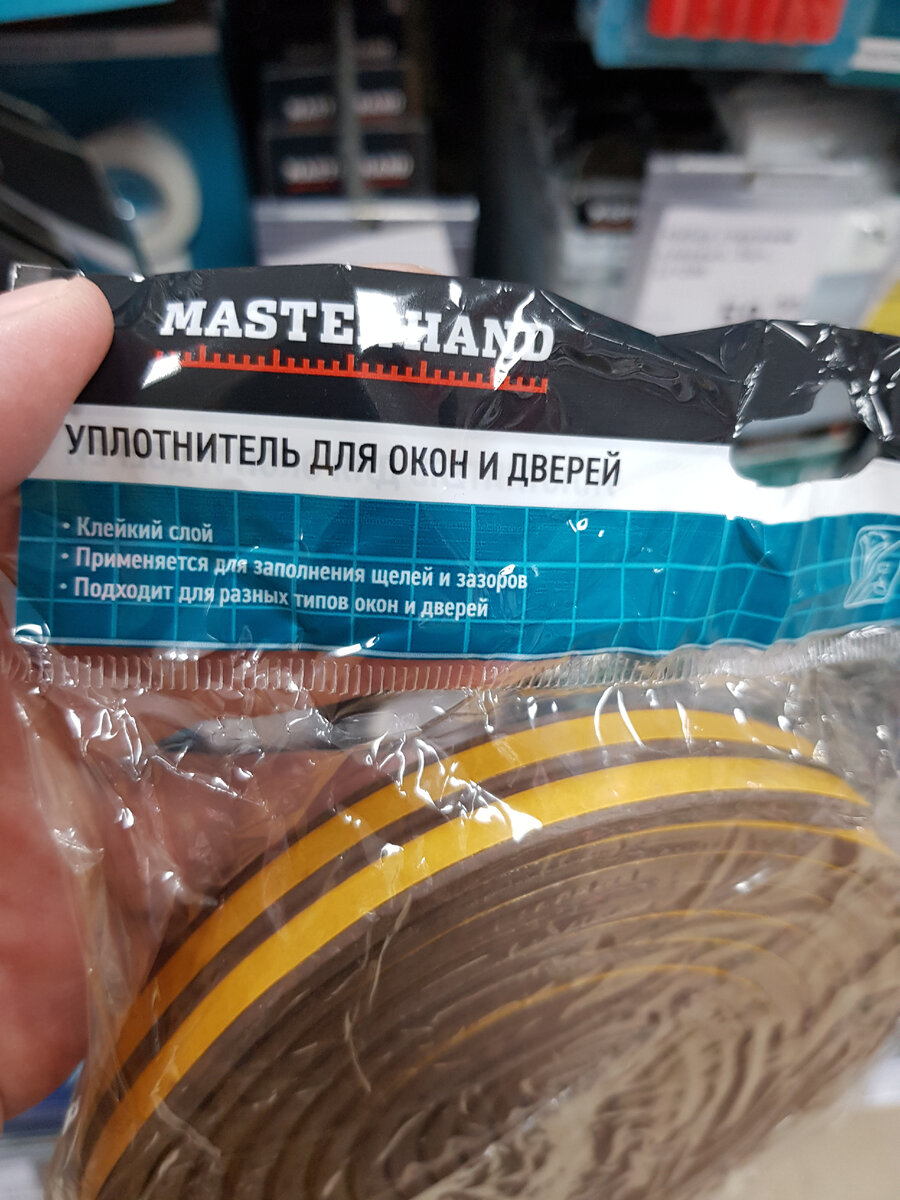 MASTERHAND
УПЛОТНИТЕЛЬ ДЛЯ ОКОН И ДВЕРЕЙ
• Клейкий слой
• Применяется для заполнения щелей и зазоров
• Подходит для разных типов окон и дверей